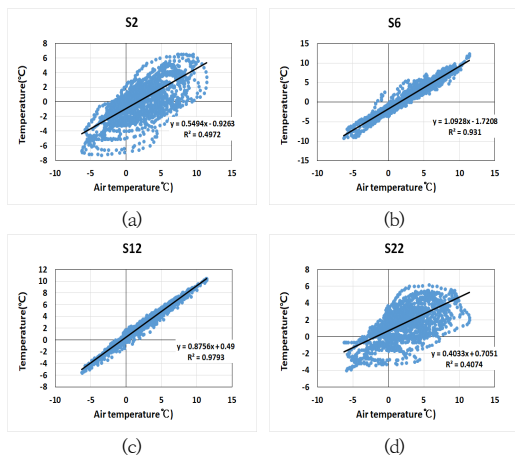 S2
Temperature(℃)
8
6
4
2
0
-2
-4
-6
-8
y = 0.5494x - 0.9263
R² = 0.4972
-10 -5 0 5 10 15
Air temperature℃)
(a)
S6
Temperature(℃)
15
10
5
0
-5
-10
-15
y = 1.0928x - 1.7208
R² = 0.931
-10 -5 0 5 10 15
Air temperature℃)
(b)
S12
Temperature(℃)
12
10
8
6
4
2
0
-2
-4
-6
-8
y = 0.8756x + 0.49
R² = 0.9793
-10 -5 0 5 10 15
Air temperature℃)
(c)
S22
Temperature(℃)
8
6
4
2
0
-2
-4
-6
y = 0.4033x + 0.7051
R² = 0.4074
-10 -5 0 5 10 15
Air temperature℃)
(d)